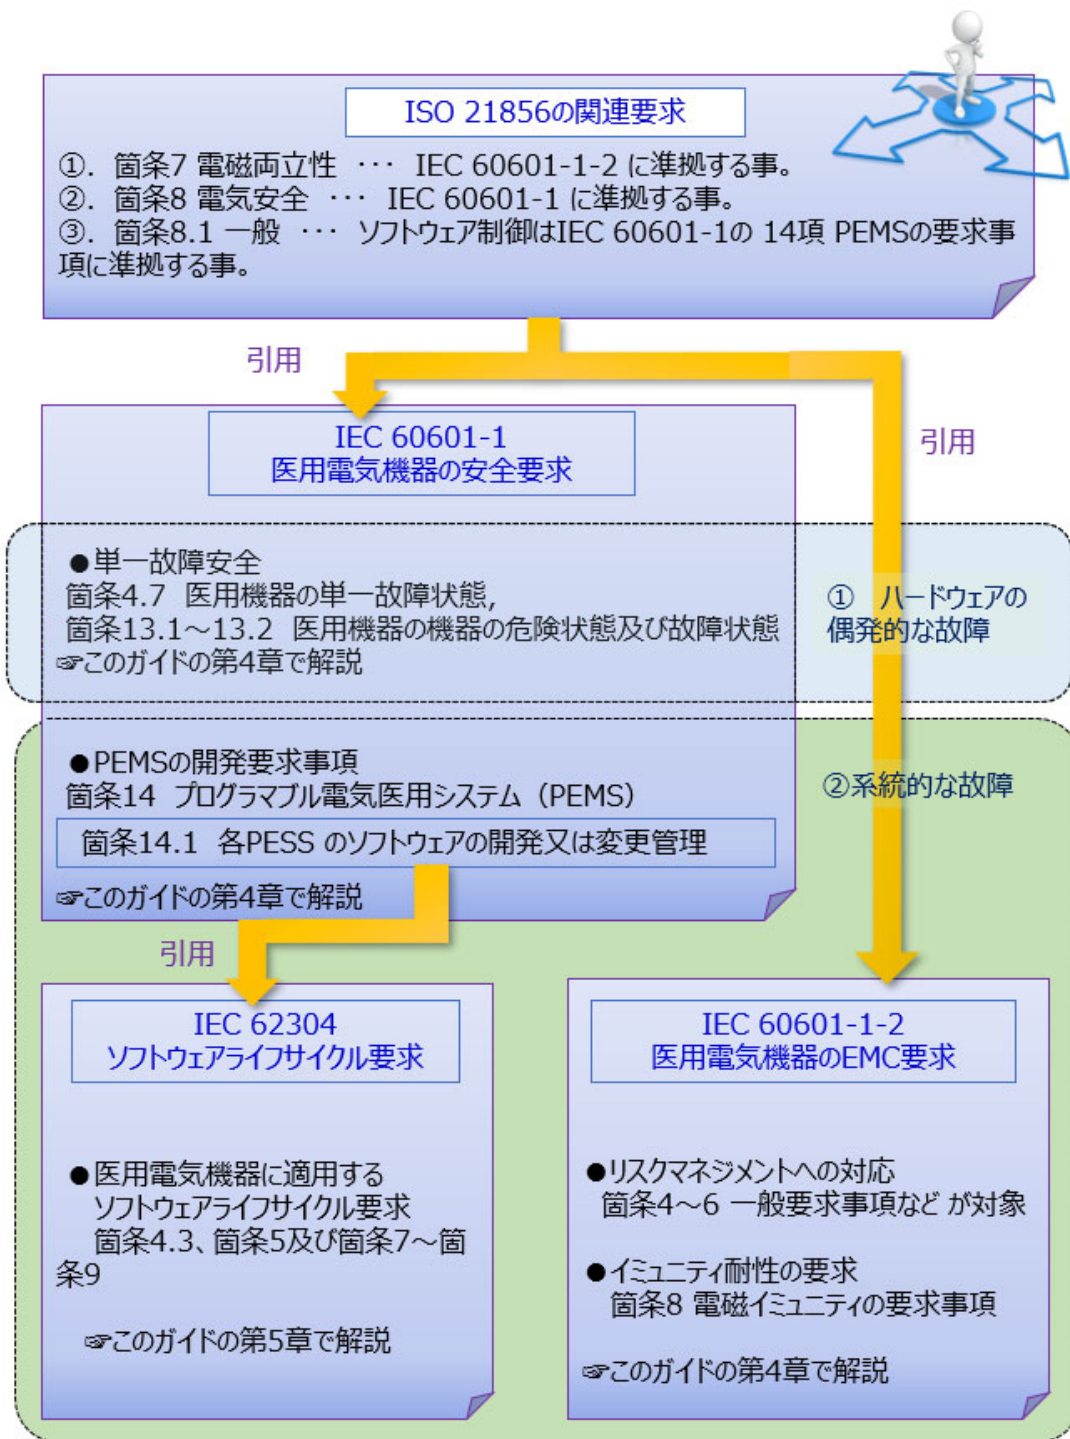 ISO 21856の関連要求
①. 箇条7 電磁両立性 ･･･ IEC 60601-1-2 に準拠する事。
②. 箇条8 電気安全 ･･･ IEC 60601-1 に準拠する事。
③. 箇条8.1 一般 ･･･ ソフトウェア制御はIEC 60601-1の 14項 PEMSの要求事
項に準拠する事。
引用
IEC 60601-1
医用電気機器の安全要求
引用
●単一故障安全
箇条4.7 医用機器の単一故障状態,
箇条13.1～13.2 医用機器の機器の危険状態及び故障状態
☞このガイドの第4章で解説
① ハードウェアの
偶発的な故障
●PEMSの開発要求事項
箇条14 プログラマブル電気医用システム（PEMS）
箇条14.1 各PESS のソフトウェアの開発又は変更管理
☞このガイドの第4章で解説
②系統的な故障
引用
IEC 62304
ソフトウェアライフサイクル要求
●医用電気機器に適用する
ソフトウェアライフサイクル要求
箇条4.3、箇条5及び箇条7～箇
条9
☞このガイドの第5章で解説
IEC 60601-1-2
医用電気機器のEMC要求
●リスクマネジメントへの対応
箇条4～6 一般要求事項など が対象
●イミュニティ耐性の要求
箇条8 電磁イミュニティの要求事項
☞このガイドの第4章で解説